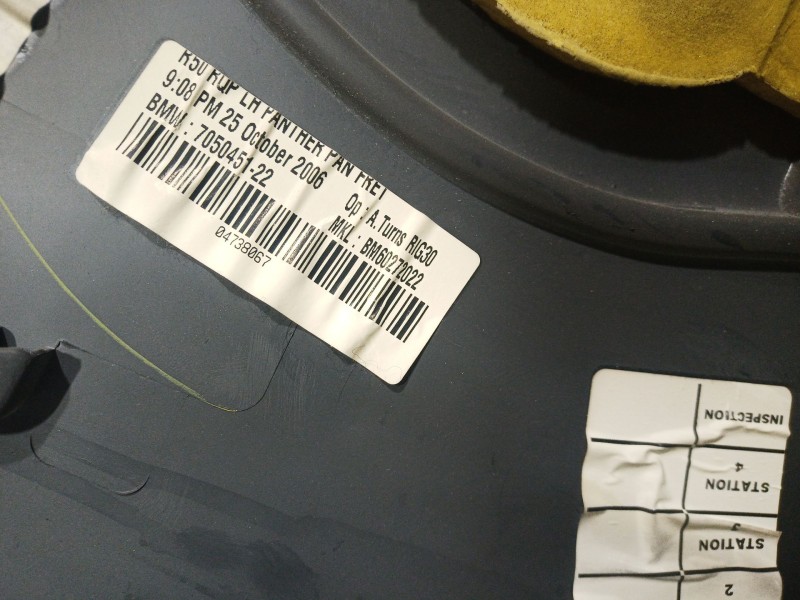 R50 RQP LH PANTHER PAN FRET
9:08 PM 25 October 2006 Op: A.Turns RIG30
BMW : 7050451-22 MKL : BM60272022
04738067
INSPECTION
4
STATION
3
STATION
2